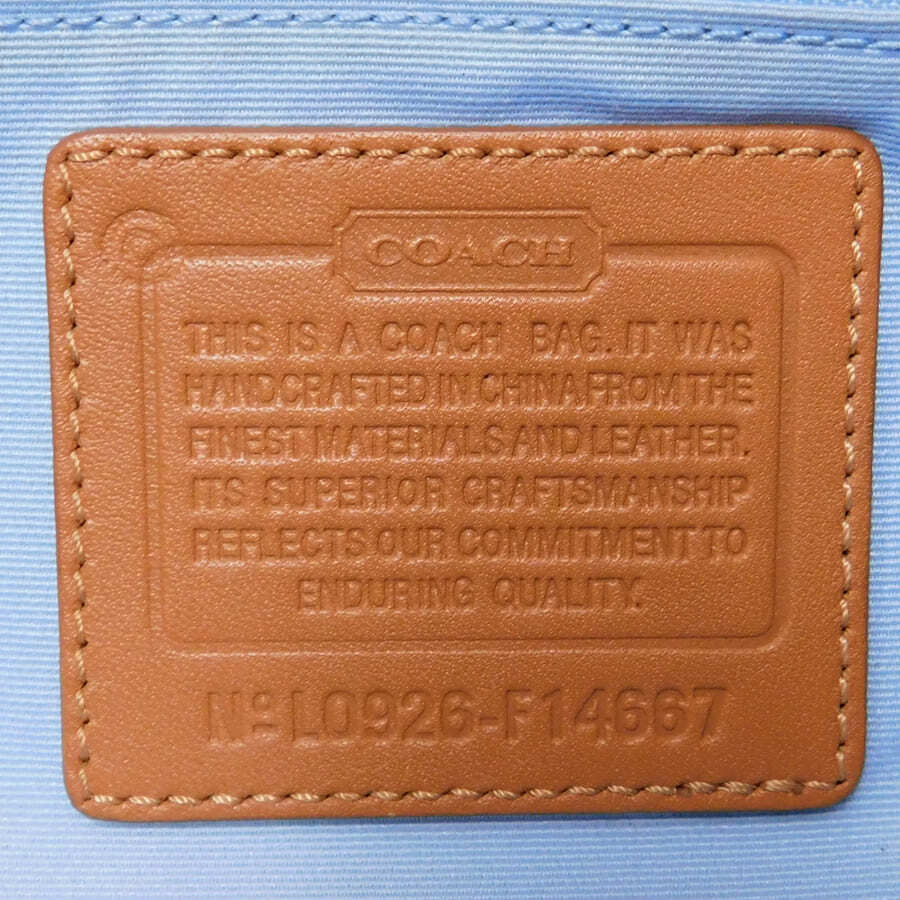 COACH
THIS IS A COACH BAG. IT WAS
HANDCRAFTED IN CHINA FROM THE
FINEST MATERIALS AND LEATHER.
ITS SUPERIOR CRAFTSMANSHIP
REFLECTS OUR COMMITMENT TO
ENDURING QUALITY.
Nº L0926-F14667